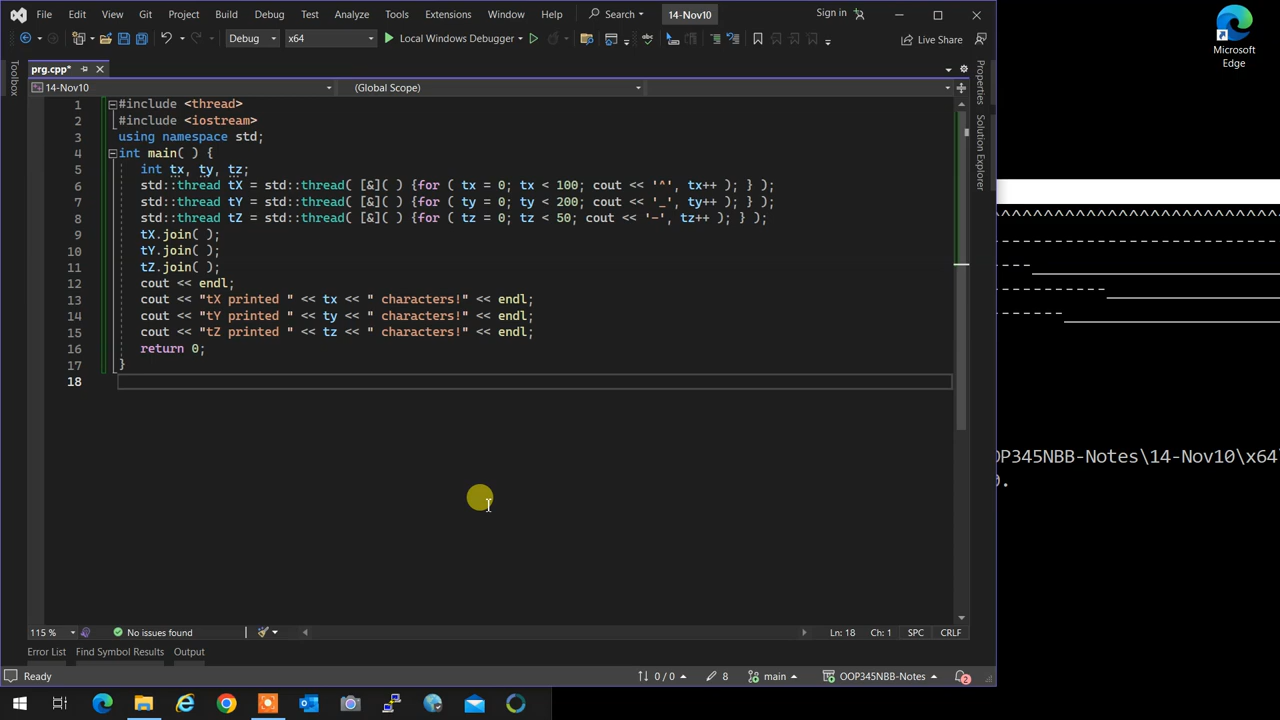 File Edit View Git Project Build Debug Test Analyze Tools Extensions Window Help Search 14-Nov10 Sign in
Debug x64 Local Windows Debugger Live Share
Microsoft
Edge
prg.cpp*
14-Nov10 (Global Scope)
Toolbox
Properties
Solution Explorer
1 #include <thread>
2 #include <iostream>
3 using namespace std;
4 int main( ) {
5 int tx, ty, tz;
6 std::thread tX = std::thread( [&]( ) {for ( tx = 0; tx < 100; cout << '^', tx++ ); } );
7 std::thread tY = std::thread( [&]( ) {for ( ty = 0; ty < 200; cout << '_', ty++ ); } );
8 std::thread tZ = std::thread( [&]( ) {for ( tz = 0; tz < 50; cout << '-', tz++ ); } );
9 tX.join( );
10 tY.join( );
11 tZ.join( );
12 cout << endl;
13 cout << "tX printed " << tx << " characters!" << endl;
14 cout << "tY printed " << ty << " characters!" << endl;
15 cout << "tZ printed " << tz << " characters!" << endl;
16 return 0;
17 }
18
OP345NBB-Notes\14-Nov10\x64\
0.
115 % No issues found Ln: 18 Ch: 1 SPC CRLF
Error List Find Symbol Results Output
Ready 0 / 0 8 main OOP345NBB-Notes 2